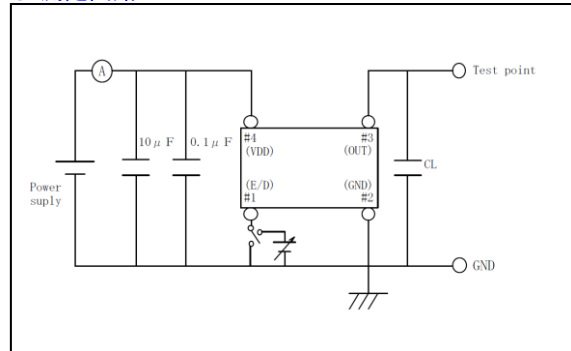 A
Test point
10μF
0.1μF
#4
(VDD)
#3
(OUT)
CL
Power
suply
(E/D)
#1
(GND)
#2
GND